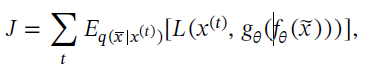 J = ∑_t E_{q(x̃|x^{(t)})}[L(x^{(t)}, g_θ(f_θ(x̃)))],